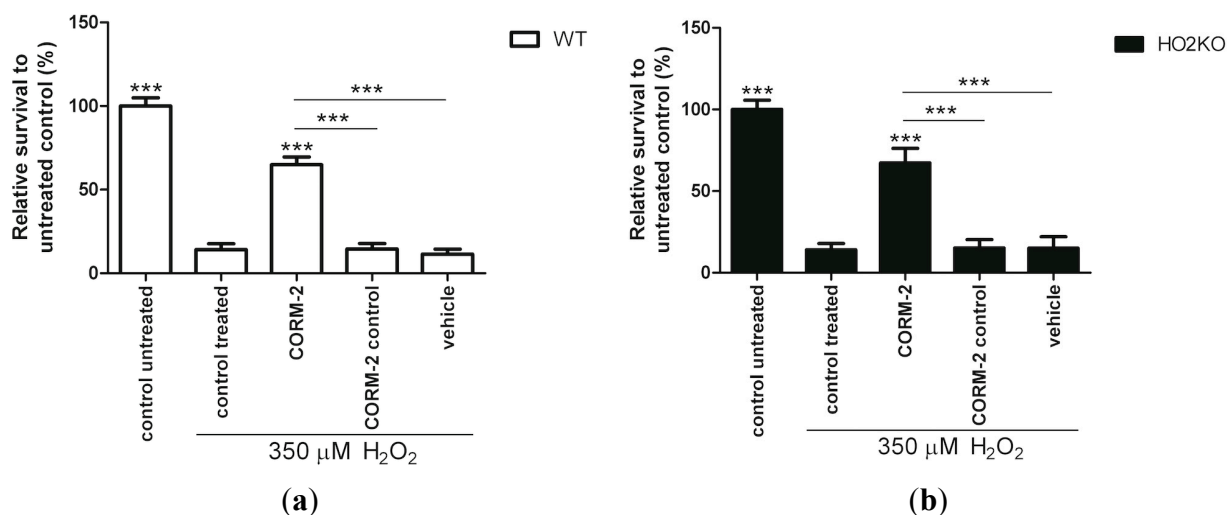 Relative survival to
untreated control (%)
150
100
50
0
WT
***
***
***
***
control untreated
control treated
CORM-2
CORM-2 control
vehicle
350 μM H₂O₂
(a)
Relative survival to
untreated control (%)
150
100
50
0
HO2KO
***
***
***
***
control untreated
control treated
CORM-2
CORM-2 control
vehicle
350 μM H₂O₂
(b)